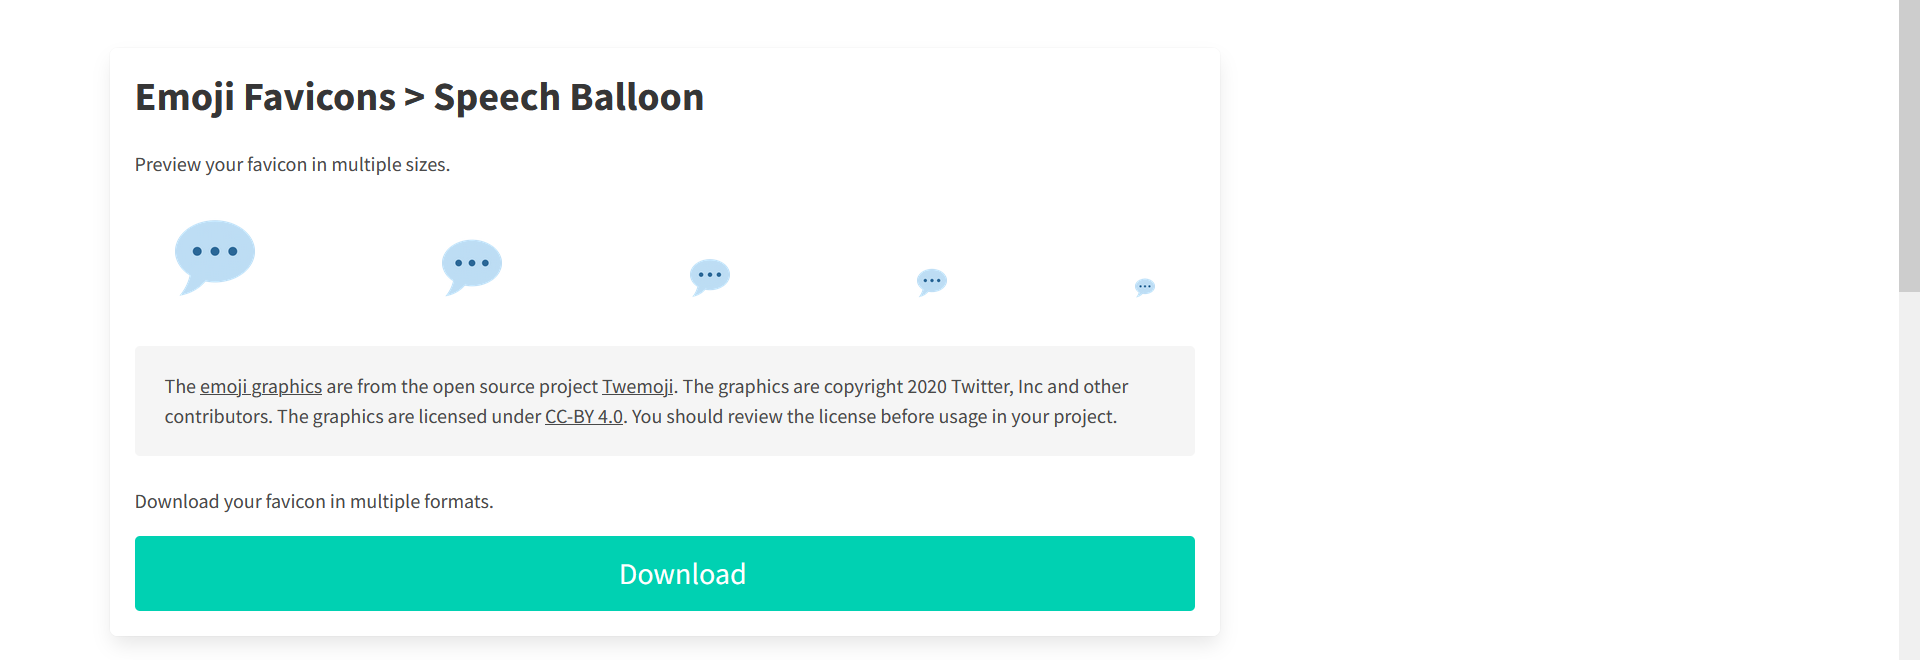 Emoji Favicons > Speech Balloon
Preview your favicon in multiple sizes.
The emoji graphics are from the open source project Twemoji. The graphics are copyright 2020 Twitter, Inc and other
contributors. The graphics are licensed under CC-BY 4.0. You should review the license before usage in your project.
Download your favicon in multiple formats.
Download